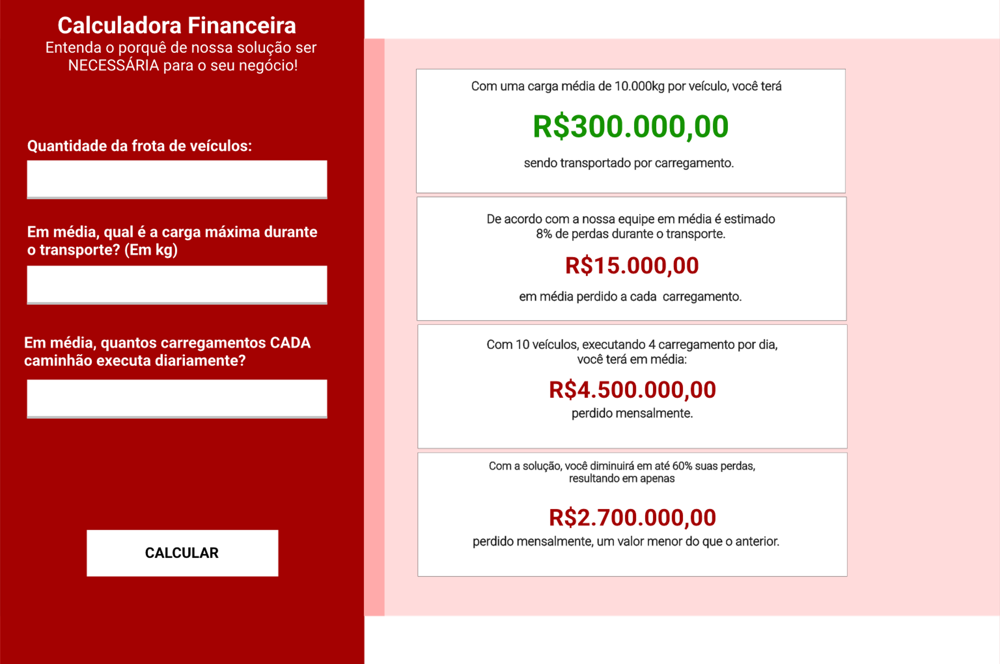 Calculadora Financeira
Entenda o porquê de nossa solução ser
NECESSÁRIA para o seu negócio!
Quantidade da frota de veículos:
Em média, qual é a carga máxima durante
o transporte? (Em kg)
Em média, quantos carregamentos CADA
caminhão executa diariamente?
CALCULAR
Com uma carga média de 10.000kg por veículo, você terá
R$300.000,00
sendo transportado por carregamento.
De acordo com a nossa equipe em média é estimado
8% de perdas durante o transporte.
R$15.000,00
em média perdido a cada carregamento.
Com 10 veículos, executando 4 carregamento por dia,
você terá em média:
R$4.500.000,00
perdido mensalmente.
Com a solução, você diminuirá em até 60% suas perdas,
resultando em apenas
R$2.700.000,00
perdido mensalmente, um valor menor do que o anterior.